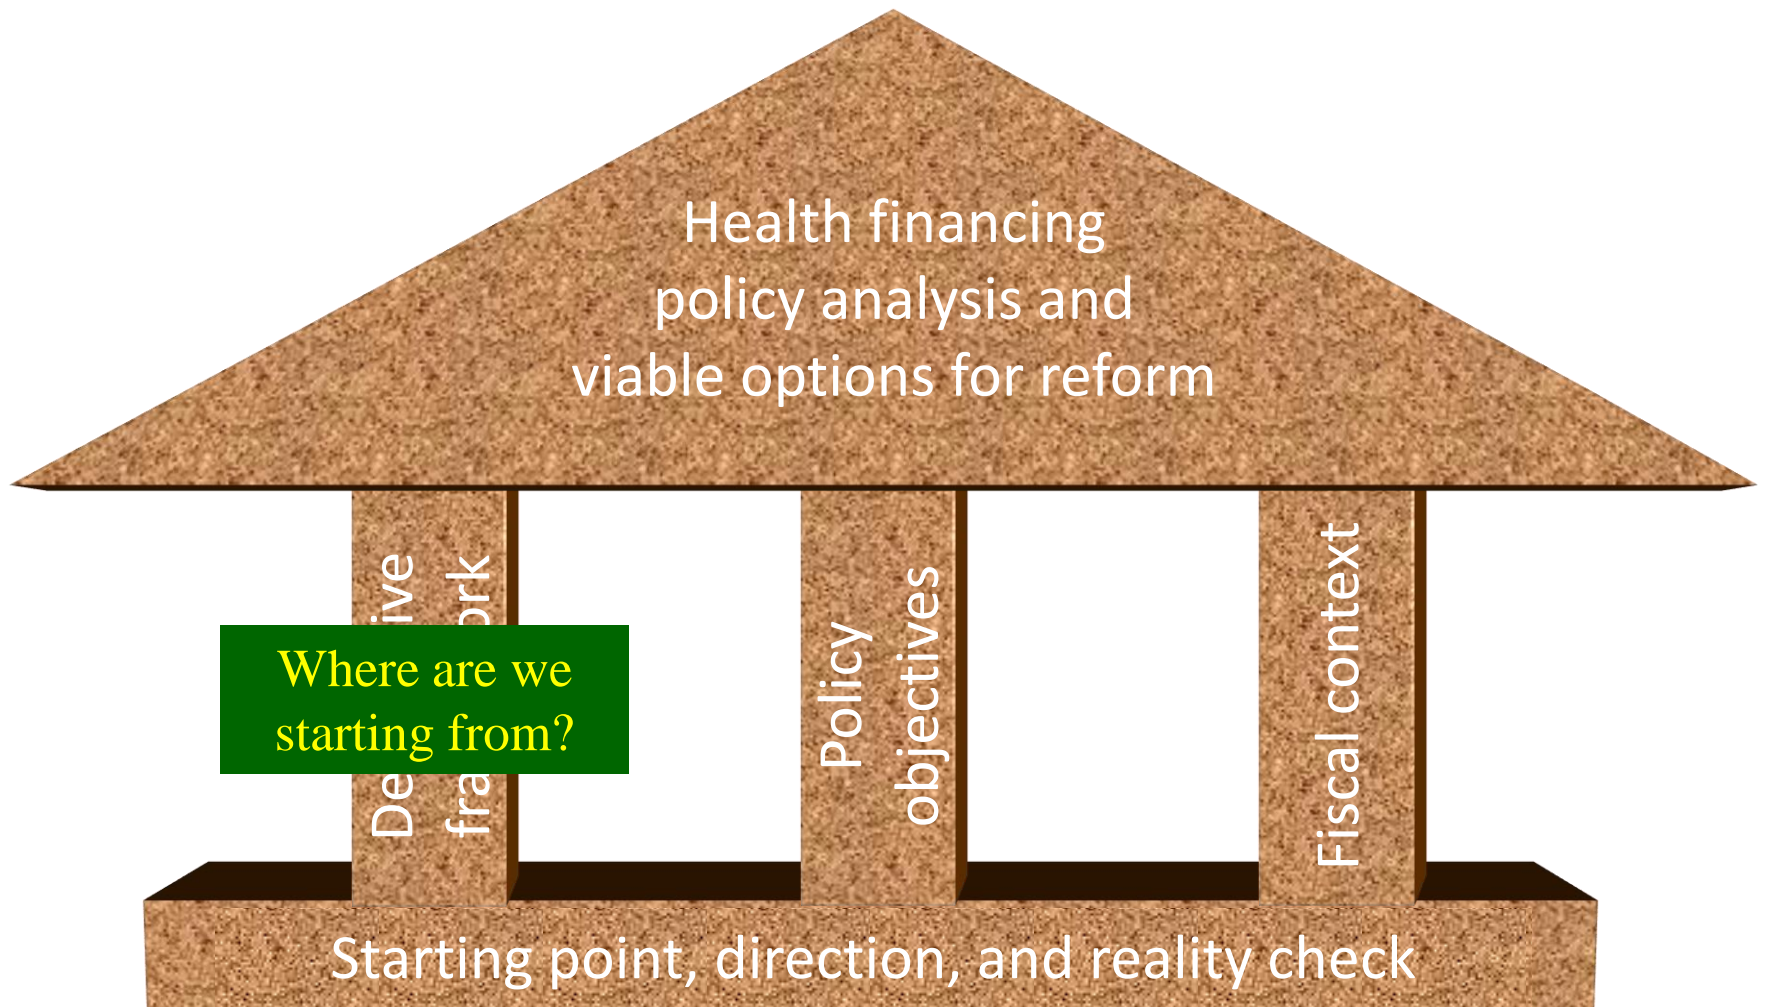 Health financing
policy analysis and
viable options for reform
Where are we
starting from?
Policy
objectives
Fiscal context
Starting point, direction, and reality check